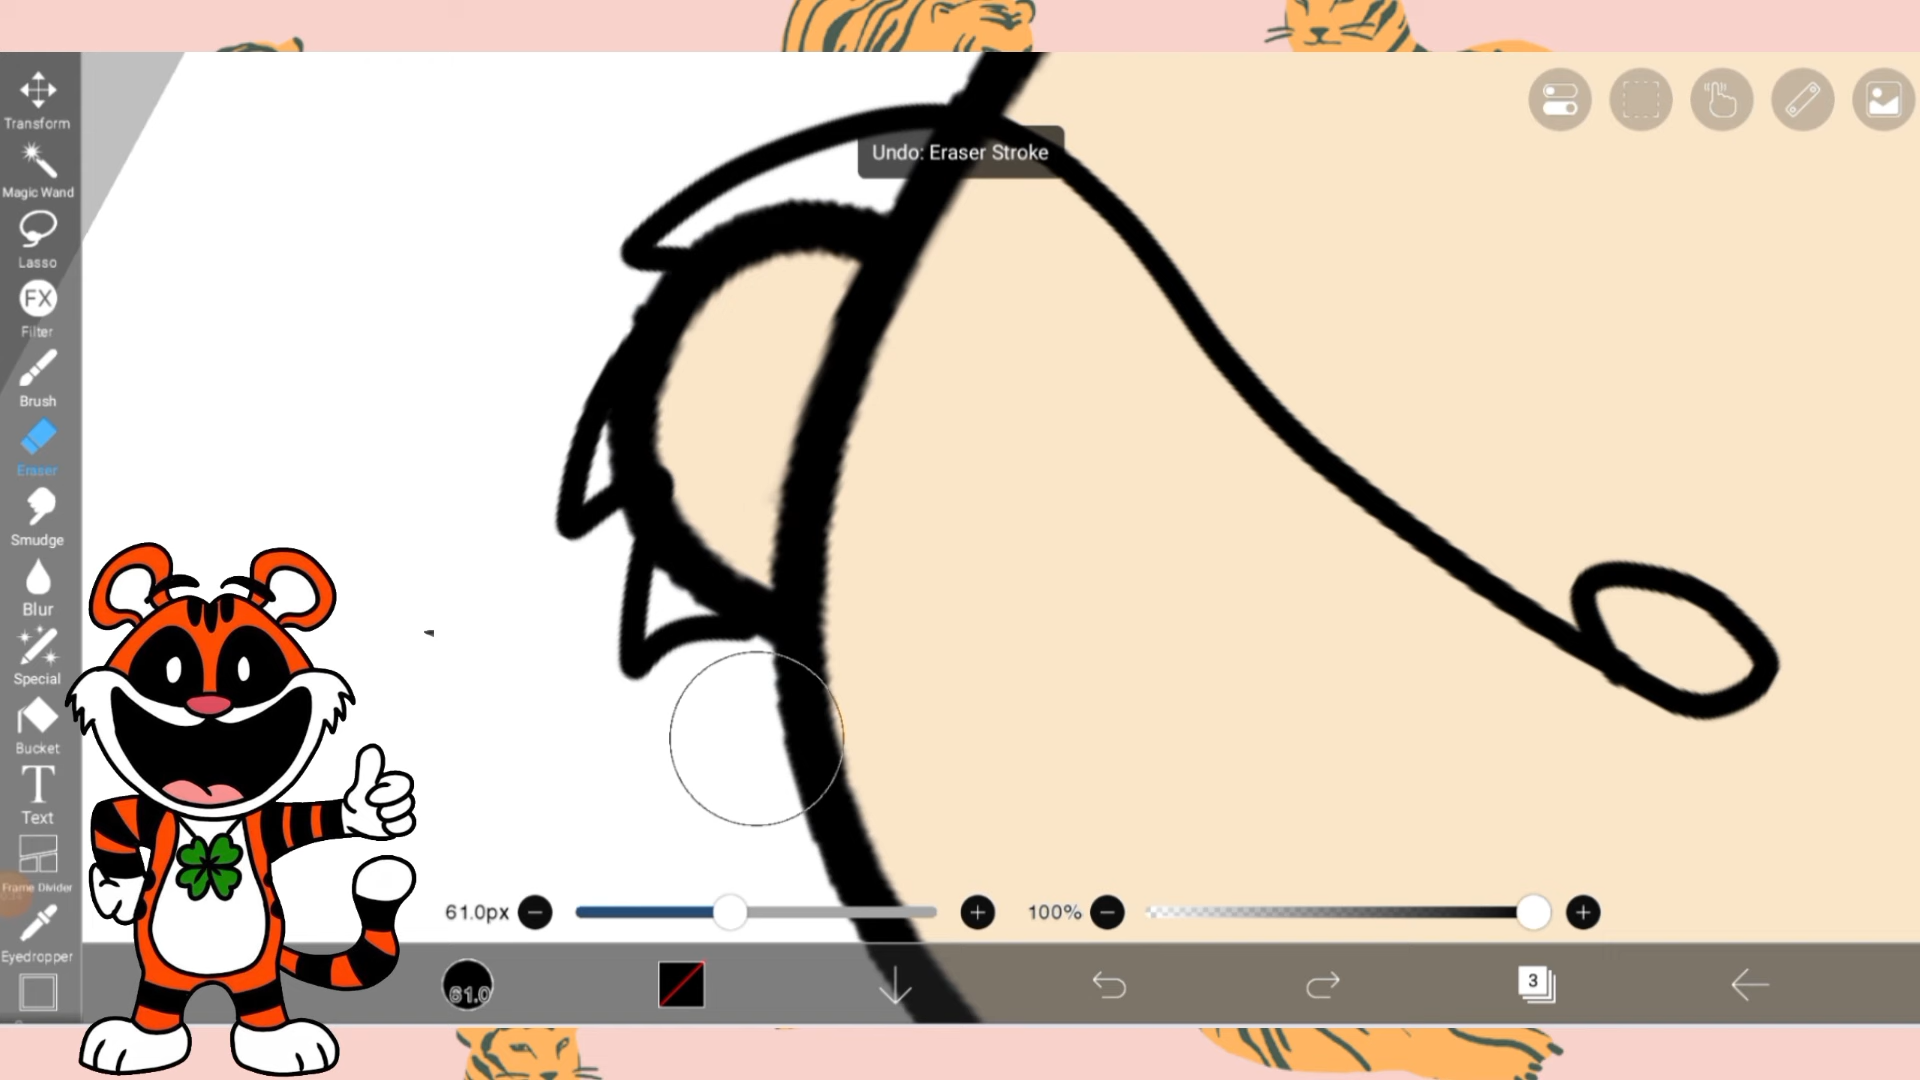 Transform
Magic Wand
Lasso
FX
Filter
Brush
Eraser
Smudge
Blur
Special
Bucket
T
Text
Frame Divider
Eyedropper
Undo: Eraser Stroke
61.0px
100%
61.0
3